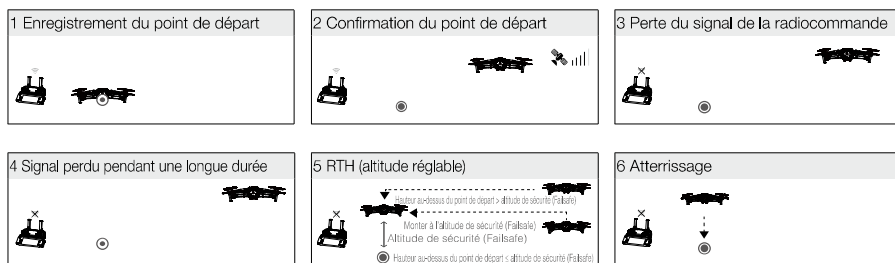 1 Enregistrement du point de départ
2 Confirmation du point de départ
3 Perte du signal de la radiocommande
4 Signal perdu pendant une longue durée
5 RTH (altitude réglable)
Hauteur au-dessus du point de départ > altitude de sécurité (Failsafe)
Monter à l'altitude de sécurité (Failsafe)
Altitude de sécurité (Failsafe)
Hauteur au-dessus du point de départ ≤ altitude de sécurité (Failsafe)
6 Atterrissage